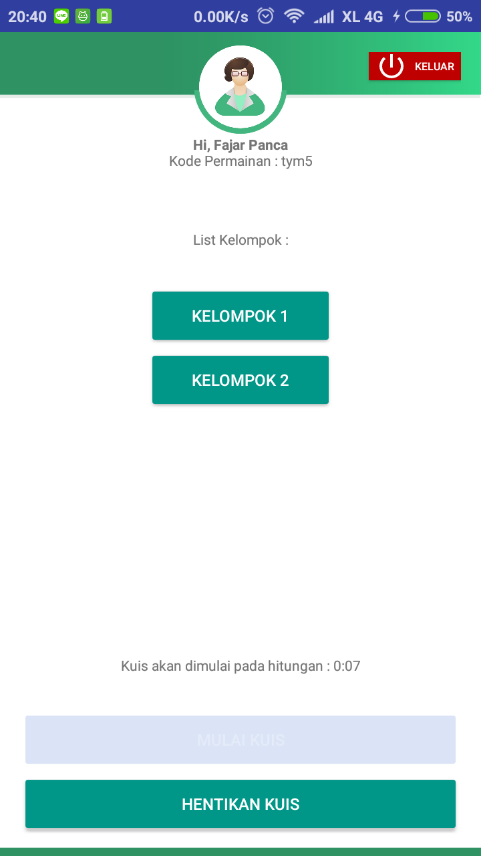 20:40 0.00K/s XL 4G 50%
KELUAR
Hi, Fajar Panca
Kode Permainan : tym5
List Kelompok :
KELOMPOK 1
KELOMPOK 2
Kuis akan dimulai pada hitungan : 0:07
MULAI KUIS
HENTIKAN KUIS